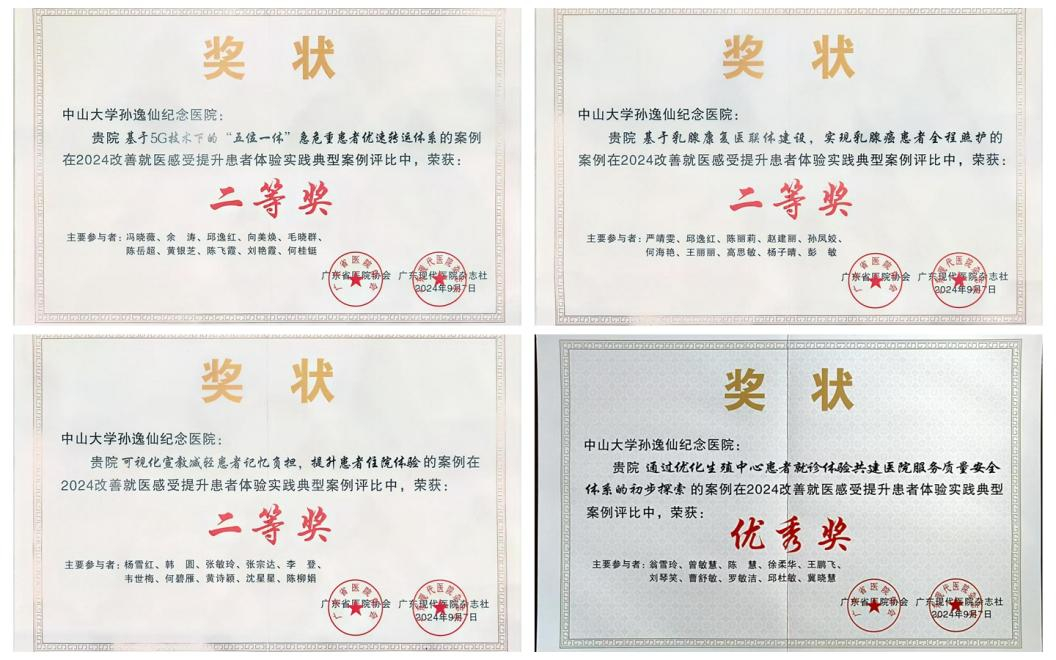 奖状
中山大学孙逸仙纪念医院：
贵院 基于5G技术下的“五位一体”急危重患者优速转运体系的案例
在2024改善就医感受提升患者体验实践典型案例评比中，荣获：
二等奖
主要参与者：冯晓薇、余 涛、邱逸红、向美焕、毛晓群、
陈岳超、黄银芝、陈飞霞、刘艳霞、何桂铤
广东省医院协会 广东现代医院杂志社
2024年9月7日
奖状
中山大学孙逸仙纪念医院：
贵院 基于乳腺康复医联体建设，实现乳腺癌患者全程照护的
案例在2024改善就医感受提升患者体验实践典型案例评比中，荣获：
二等奖
主要参与者：严靖雯、邱逸红、陈丽莉、赵建丽、孙凤姣、
何海艳、王丽丽、高思敏、杨子晴、彭 敏
广东省医院协会 广东现代医院杂志社
2024年9月7日
奖状
中山大学孙逸仙纪念医院：
贵院 可视化宣教减轻患者记忆负担，提升患者住院体验 的案例在
2024改善就医感受提升患者体验实践典型案例评比中，荣获：
二等奖
主要参与者：杨雪红、韩 圆、张敏玲、张宗达、李 登、
韦世梅、何碧雁、黄诗颖、沈星星、陈柳娟
广东省医院协会 广东现代医院杂志社
2024年9月7日
奖状
中山大学孙逸仙纪念医院：
贵院 通过优化生殖中心患者就诊体验共建医院服务质量安全
体系的初步探索 的案例在2024改善就医感受提升患者体验实践典型
案例评比中，荣获：
优秀奖
主要参与者：翁雪玲、曾敏慧、陈 慧、徐柔华、王鹏飞、
刘琴笑、曹舒敏、罗敏洁、邱杜敏、冀晓慧
广东省医院协会 广东现代医院杂志社
2024年9月7日